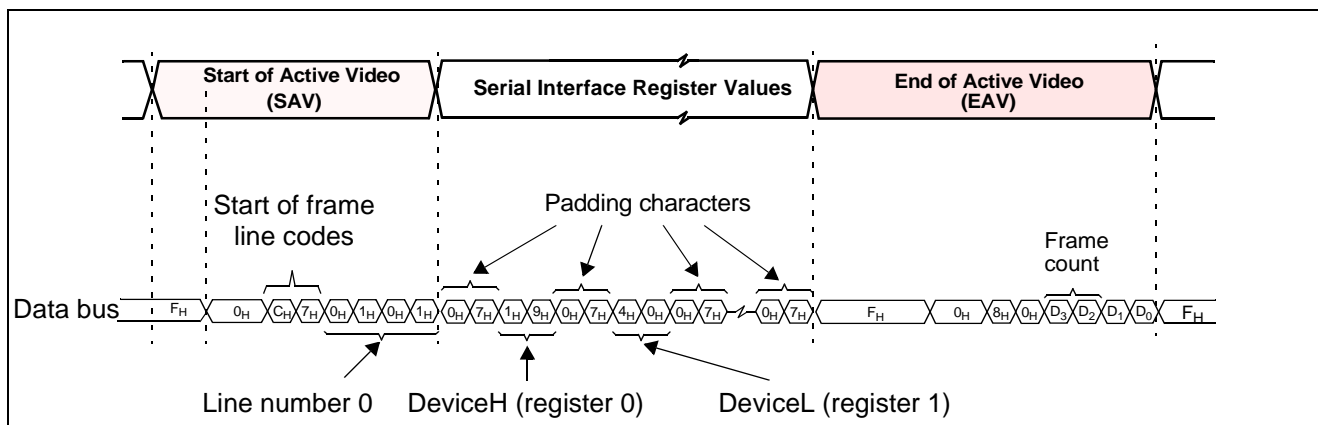 Start of Active Video
(SAV)
Serial Interface Register Values
End of Active Video
(EAV)
Start of frame
line codes
Padding characters
Frame
count
Data bus FH 0H CH 7H 0H 1H 0H 1H 0H 7H 1H 9H 0H 7H 4H 0H 0H 7H 0H 7H FH 0H 8H 0H D3 D2 D1 D0 FH
Line number 0
DeviceH (register 0)
DeviceL (register 1)